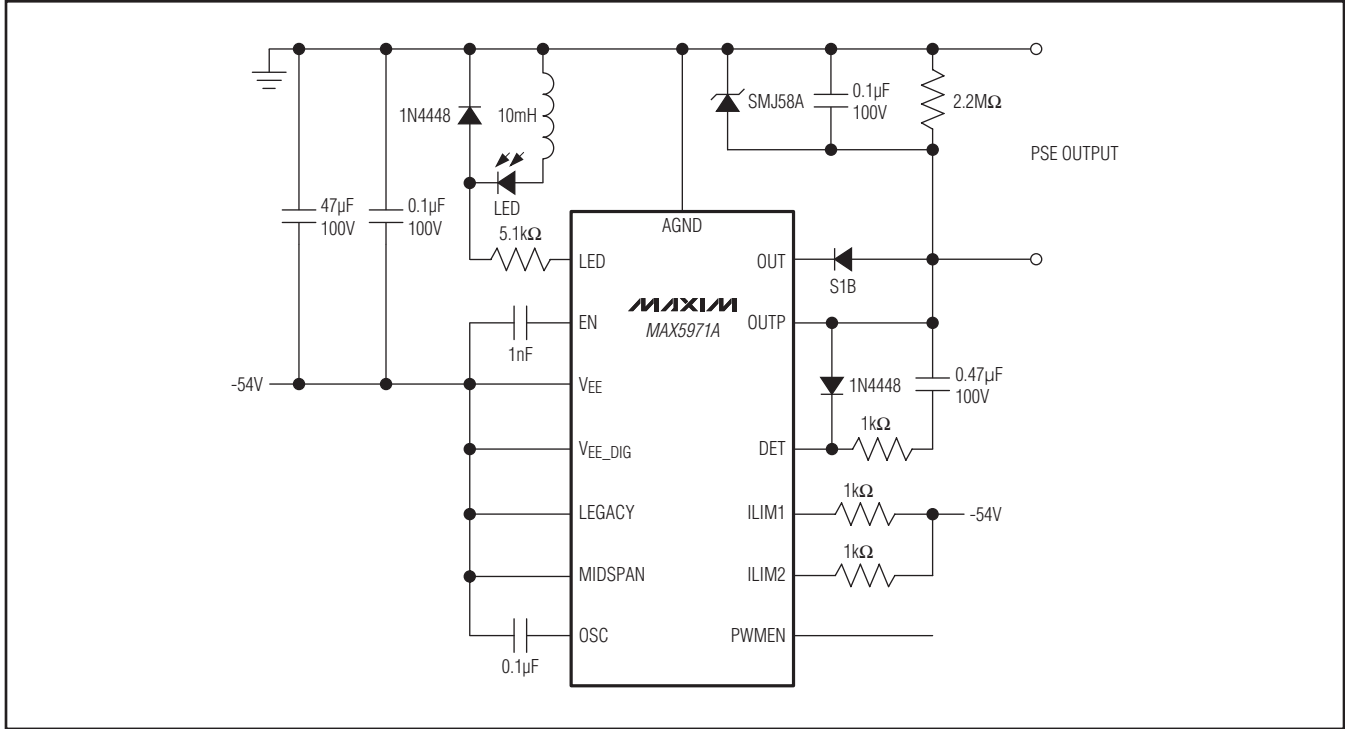 1N4448
10mH
SMJ58A
0.1µF
100V
2.2MΩ
PSE OUTPUT
47µF
100V
0.1µF
100V
LED
5.1kΩ
AGND
LED
OUT
S1B
MAXIM
MAX5971A
EN
1nF
OUTP
-54V
VEE
1N4448
0.47µF
100V
VEE_DIG
DET
1kΩ
LEGACY
ILIM1
1kΩ
-54V
MIDSPAN
ILIM2
1kΩ
OSC
0.1µF
PWMEN